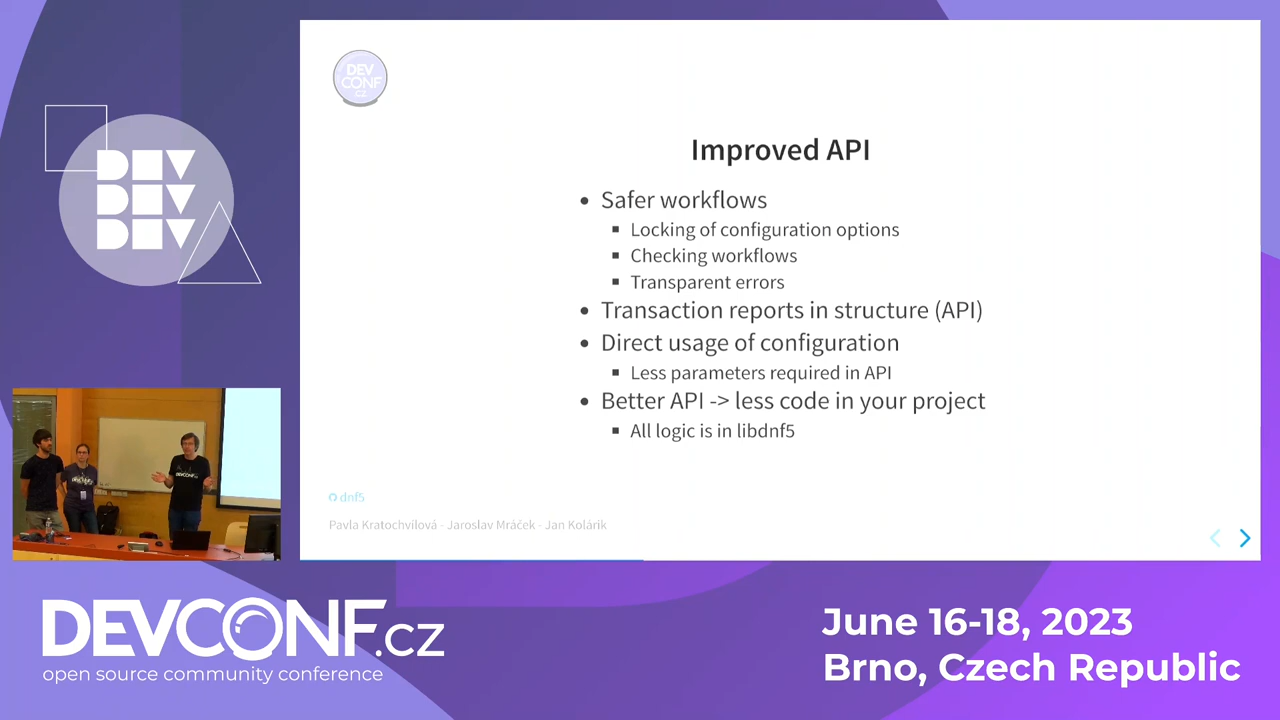 DEV
CONF
CZ
Improved API
Safer workflows
Locking of configuration options
Checking workflows
Transparent errors
Transaction reports in structure (API)
Direct usage of configuration
Less parameters required in API
Better API -> less code in your project
All logic is in libdnf5
dnf5
Pavla Kratochvílová - Jaroslav Mráček - Jan Kolárik
DEV
DEV
DEV
DEVCONF
DEVCONF.cz
open source community conference
June 16-18, 2023
Brno, Czech Republic